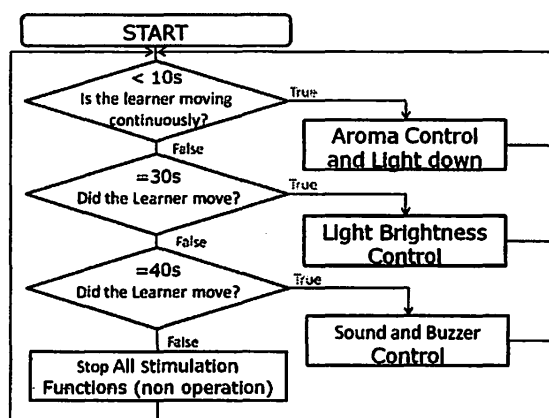 START
< 10s
Is the learner moving
continuously?
True
Aroma Control
and Light down
False
=30s
Did the Learner move?
True
Light Brightness
Control
False
=40s
Did the Learner move?
True
Sound and Buzzer
Control
False
Stop All Stimulation
Functions (non operation)